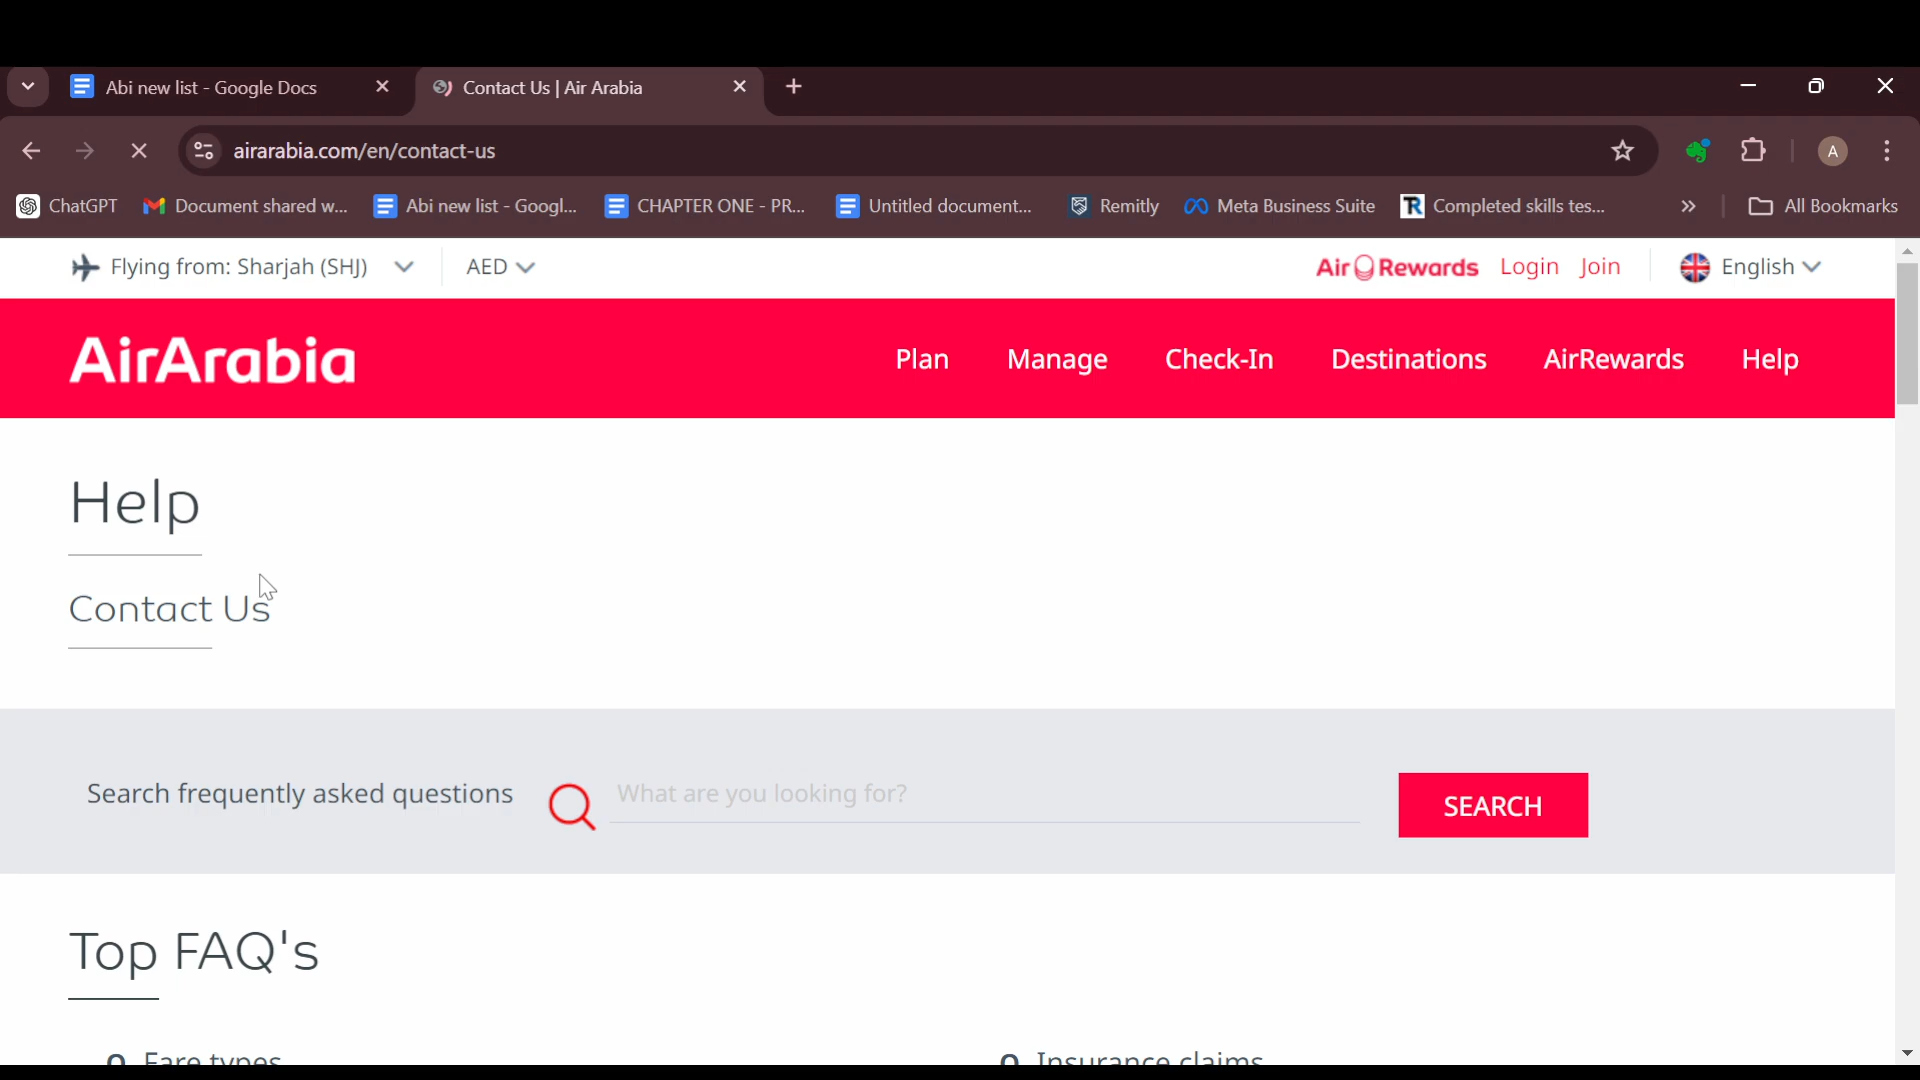 Abi new list - Google Docs
Contact Us | Air Arabia
airarabia.com/en/contact-us
A
ChatGPT
Document shared w...
Abi new list - Googl...
CHAPTER ONE - PR...
Untitled document...
Remitly
Meta Business Suite
TR
Completed skills tes...
»
All Bookmarks
Flying from: Sharjah (SHJ)
AED
Air Rewards
Login
Join
English
AirArabia
Plan
Manage
Check-In
Destinations
AirRewards
Help
Help
Contact Us
Search frequently asked questions
What are you looking for?
SEARCH
Top FAQ's
Fare types
Insurance claims